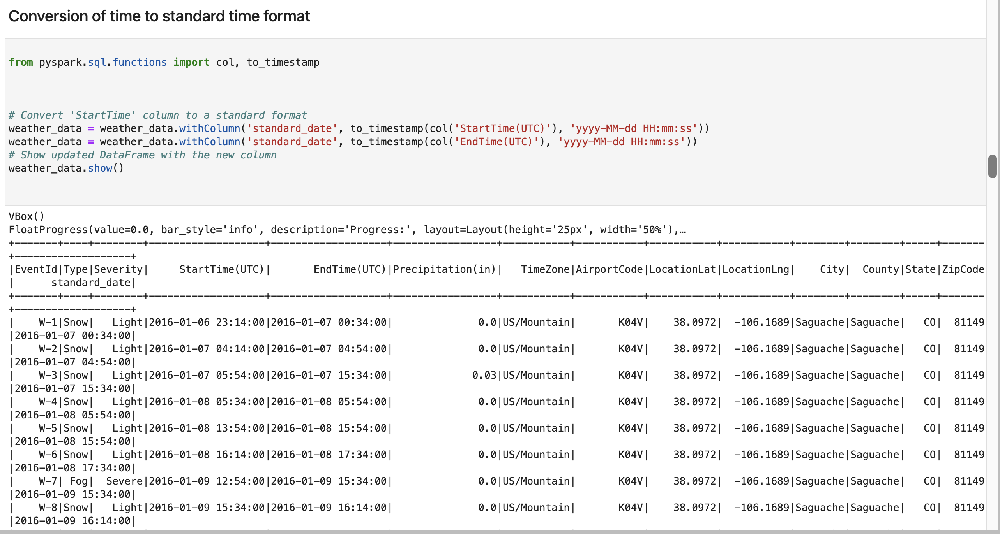 Conversion of time to standard time format
from pyspark.sql.functions import col, to_timestamp
# Convert 'StartTime' column to a standard format
weather_data = weather_data.withColumn('standard_date', to_timestamp(col('StartTime(UTC)'), 'yyyy-MM-dd HH:mm:ss'))
weather_data = weather_data.withColumn('standard_date', to_timestamp(col('EndTime(UTC)'), 'yyyy-MM-dd HH:mm:ss'))
# Show updated DataFrame with the new column
weather_data.show()
VBox()
FloatProgress(value=0.0, bar_style='info', description='Progress:', layout=Layout(height='25px', width='50%'),…
+-------+----+--------+-------------------+-------------------+-----------------+-----------+-----------+-----------+-----------+--------+--------+-----+-------
+-------------------+
|EventId|Type|Severity|     StartTime(UTC)|       EndTime(UTC)|Precipitation(in)|   TimeZone|AirportCode|LocationLat|LocationLng|    City|  County|State|ZipCode
|      standard_date|
+-------+----+--------+-------------------+-------------------+-----------------+-----------+-----------+-----------+-----------+--------+--------+-----+-------
+-------------------+
|    W-1|Snow|   Light|2016-01-06 23:14:00|2016-01-07 00:34:00|              0.0|US/Mountain|       K04V|    38.0972|  -106.1689|Saguache|Saguache|   CO|  81149
|2016-01-07 00:34:00|
|    W-2|Snow|   Light|2016-01-07 04:14:00|2016-01-07 04:54:00|              0.0|US/Mountain|       K04V|    38.0972|  -106.1689|Saguache|Saguache|   CO|  81149
|2016-01-07 04:54:00|
|    W-3|Snow|   Light|2016-01-07 05:54:00|2016-01-07 15:34:00|             0.03|US/Mountain|       K04V|    38.0972|  -106.1689|Saguache|Saguache|   CO|  81149
|2016-01-07 15:34:00|
|    W-4|Snow|   Light|2016-01-08 05:34:00|2016-01-08 05:54:00|              0.0|US/Mountain|       K04V|    38.0972|  -106.1689|Saguache|Saguache|   CO|  81149
|2016-01-08 05:54:00|
|    W-5|Snow|   Light|2016-01-08 13:54:00|2016-01-08 15:54:00|              0.0|US/Mountain|       K04V|    38.0972|  -106.1689|Saguache|Saguache|   CO|  81149
|2016-01-08 15:54:00|
|    W-6|Snow|   Light|2016-01-08 16:14:00|2016-01-08 17:34:00|              0.0|US/Mountain|       K04V|    38.0972|  -106.1689|Saguache|Saguache|   CO|  81149
|2016-01-08 17:34:00|
|    W-7| Fog|  Severe|2016-01-09 12:54:00|2016-01-09 15:34:00|              0.0|US/Mountain|       K04V|    38.0972|  -106.1689|Saguache|Saguache|   CO|  81149
|2016-01-09 15:34:00|
|    W-8|Snow|   Light|2016-01-09 15:34:00|2016-01-09 16:14:00|              0.0|US/Mountain|       K04V|    38.0972|  -106.1689|Saguache|Saguache|   CO|  81149
|2016-01-09 16:14:00|